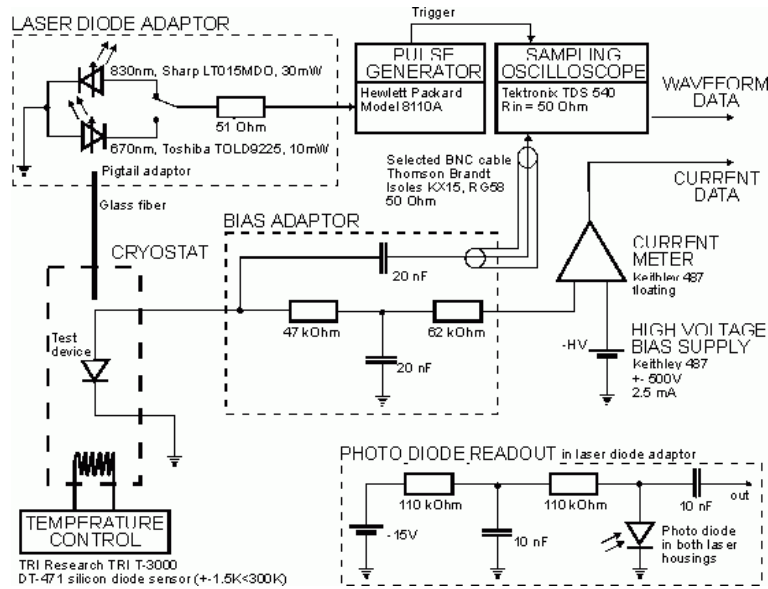 LASER DIODE ADAPTOR
830nm, Sharp LT015MDO, 30mW
51 Ohm
670nm, Toshiba TOLD9225, 10mW
Pigtail adaptor
Glass fiber
Trigger
PULSE
GENERATOR
Hewlett Packard
Model 8110A
SAMPLING
OSCILLOSCOPE
Tektronix TDS 540
Rin = 50 Ohm
WAVEFORM
DATA
CURRENT
DATA
Selected BNC cable
Thomson Brandt
Isoles KX15, RG58
50 Ohm
BIAS ADAPTOR
20 nF
47 kOhm
62 kOhm
20 nF
CURRENT
METER
Keithley 487
floating
-HV
HIGH VOLTAGE
BIAS SUPPLY
Keithley 487
+- 500V
2.5 mA
CRYOSTAT
Test
device
TEMPERATURE
CONTROL
TRI Research TRI T-3000
DT-471 silicon diode sensor (+-1.5K<300K)
PHOTO DIODE READOUT in laser diode adaptor
110 kOhm
110 kOhm
10 nF
out
-15V
10 nF
Photo diode
in both laser
housings